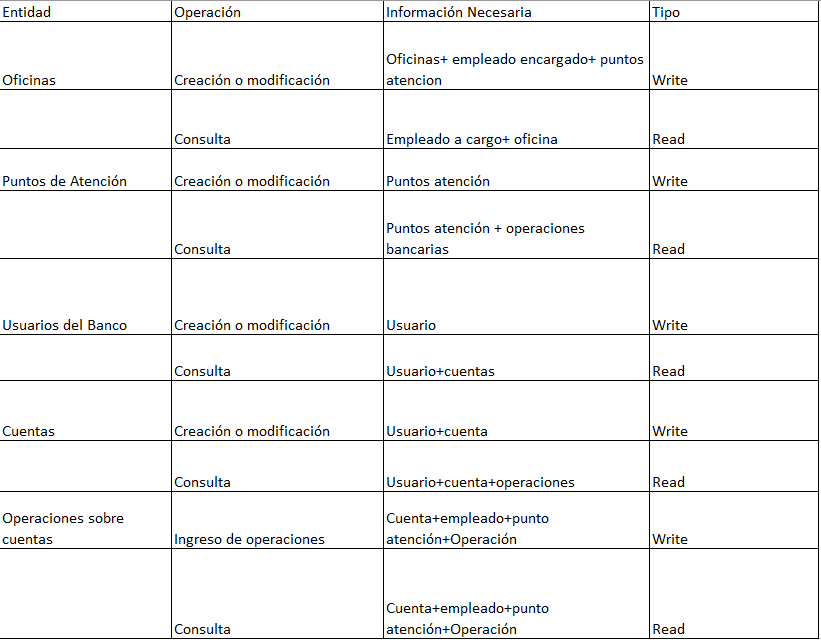 Entidad Operación Información Necesaria Tipo
Oficinas Creación o modificación Oficinas+ empleado encargado+ puntos atencion Write
Consulta Empleado a cargo+ oficina Read
Puntos de Atención Creación o modificación Puntos atención Write
Consulta Puntos atención + operaciones bancarias Read
Usuarios del Banco Creación o modificación Usuario Write
Consulta Usuario+cuentas Read
Cuentas Creación o modificación Usuario+cuenta Write
Consulta Usuario+cuenta+operaciones Read
Operaciones sobre cuentas Ingreso de operaciones Cuenta+empleado+punto atención+Operación Write
Consulta Cuenta+empleado+punto atención+Operación Read